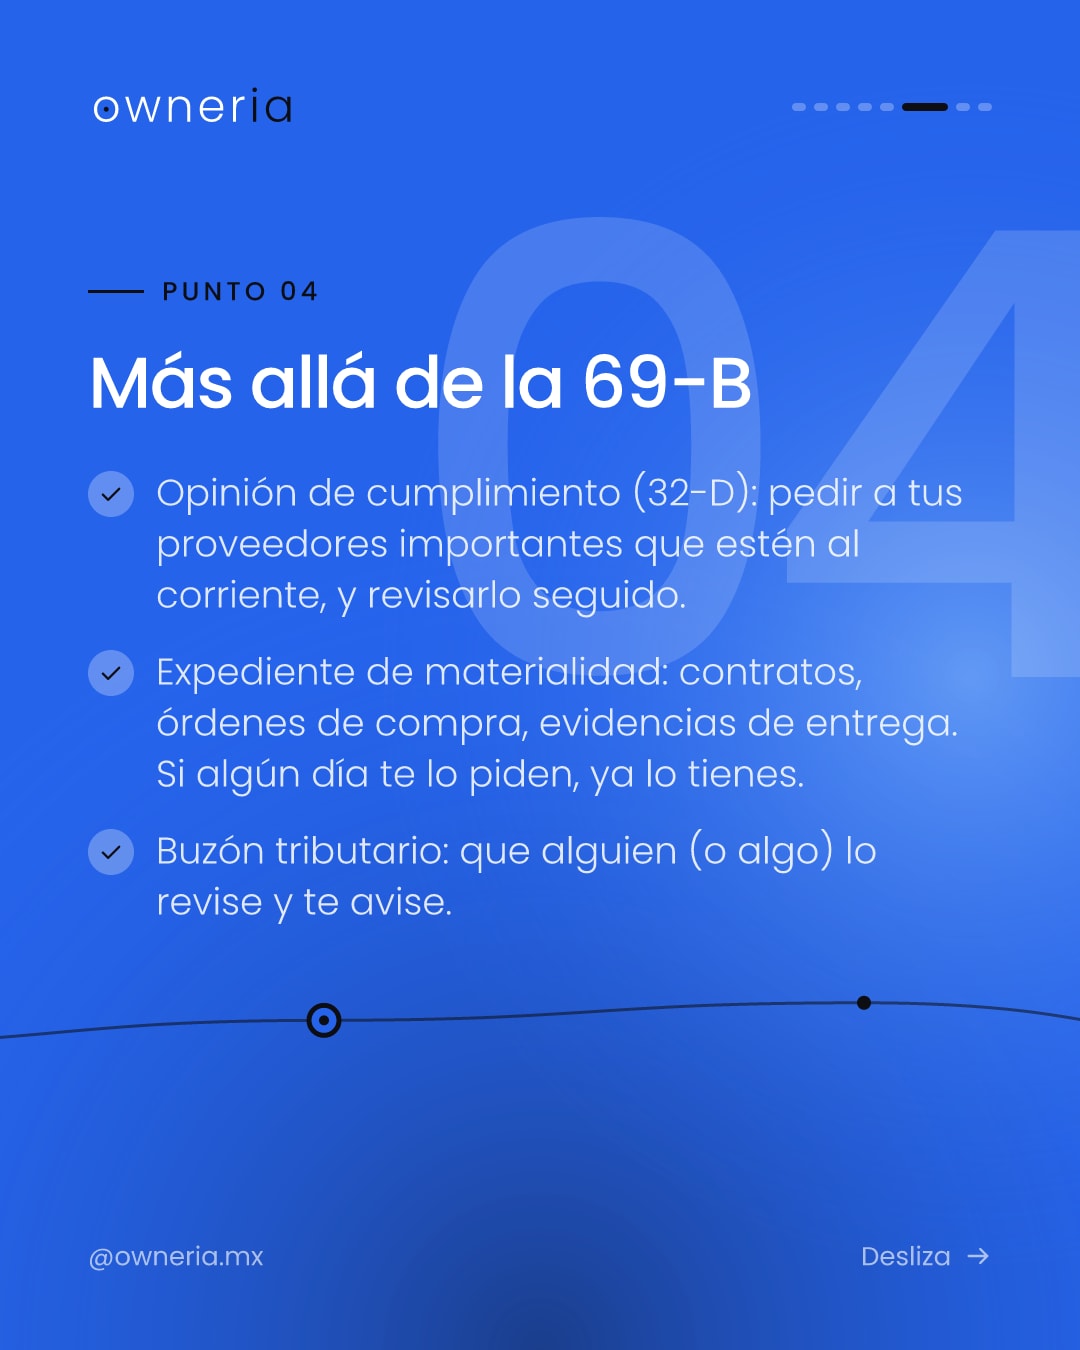 owneria
04
PUNTO 04
Más allá de la 69-B
Opinión de cumplimiento (32-D): pedir a tus
proveedores importantes que estén al
corriente, y revisarlo seguido.
Expediente de materialidad: contratos,
órdenes de compra, evidencias de entrega.
Si algún día te lo piden, ya lo tienes.
Buzón tributario: que alguien (o algo) lo
revise y te avise.
@owneria.mx
Desliza →